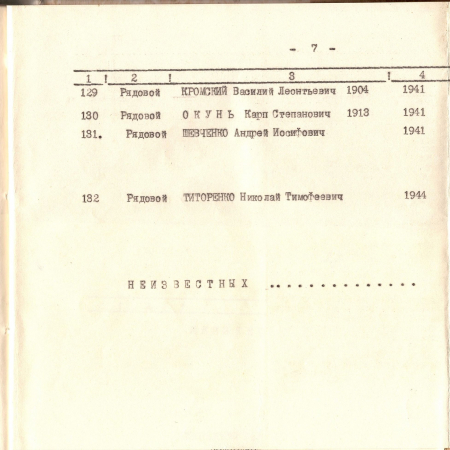 - 7 -
1 ! 2 ! 3 ! 4
129 Рядовой КРОМСКИЙ Василий Леонтьевич 1904 1941
130 Рядовой О К У Н Ь Карп Степанович 1913 1941
131. Рядовой ШЕВЧЕНКО Андрей Иосифович 1941
132 Рядовой ТИТОРЕНКО Николай Тимофеевич 1944
Н Е И З В Е С Т Н Ы Х ...............